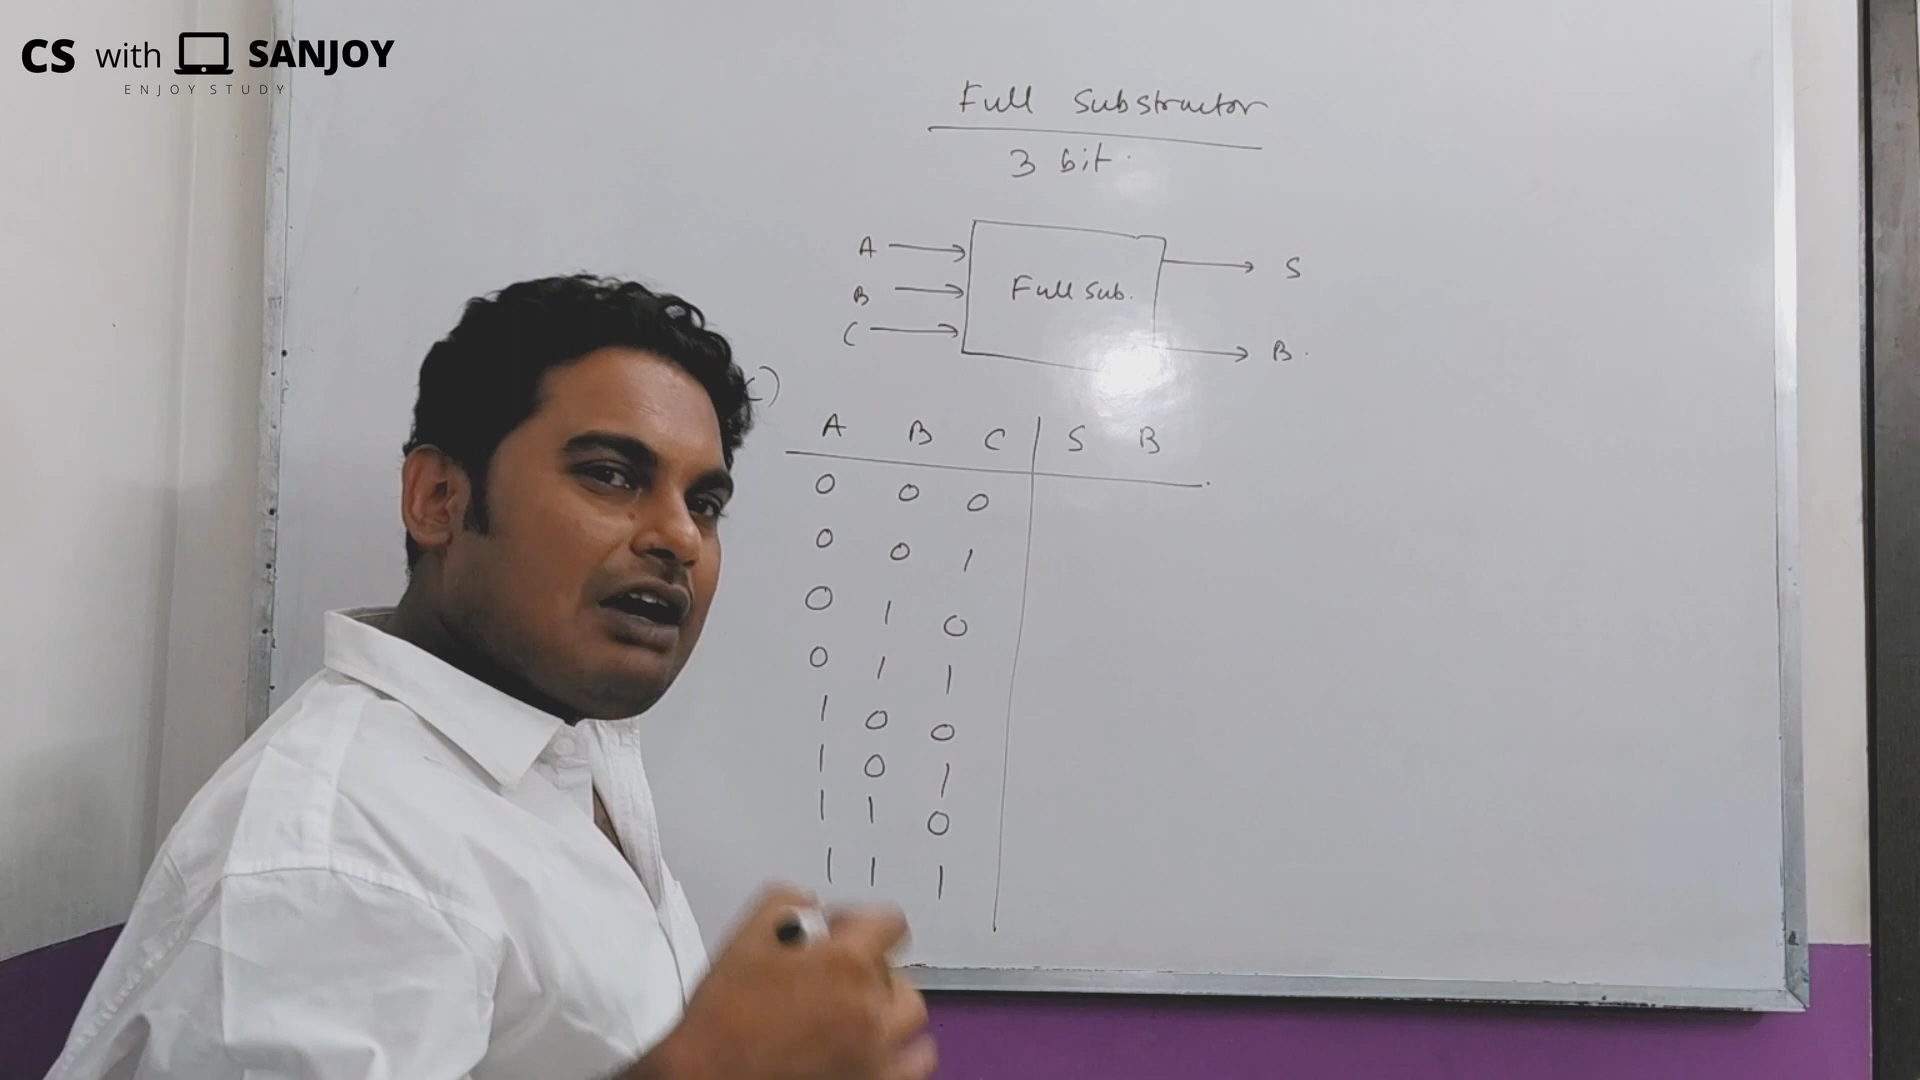 CS with SANJOY
ENJOY STUDY
Full Substructor
3 bit.
A
S
B
Full Sub.
C
B.
A B C S B
0 0 0
0 0 1
0 1 0
0 1 1
1 0 0
1 0 1
1 1 0
1 1 1